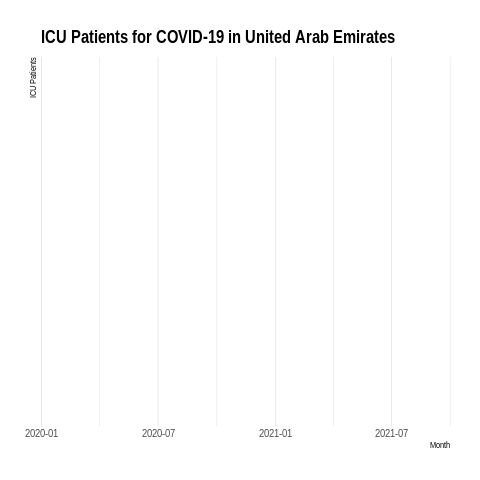 ICU Patients for COVID-19 in United Arab Emirates
ICU Patients
2020-01 2020-07 2021-01 2021-07
Month